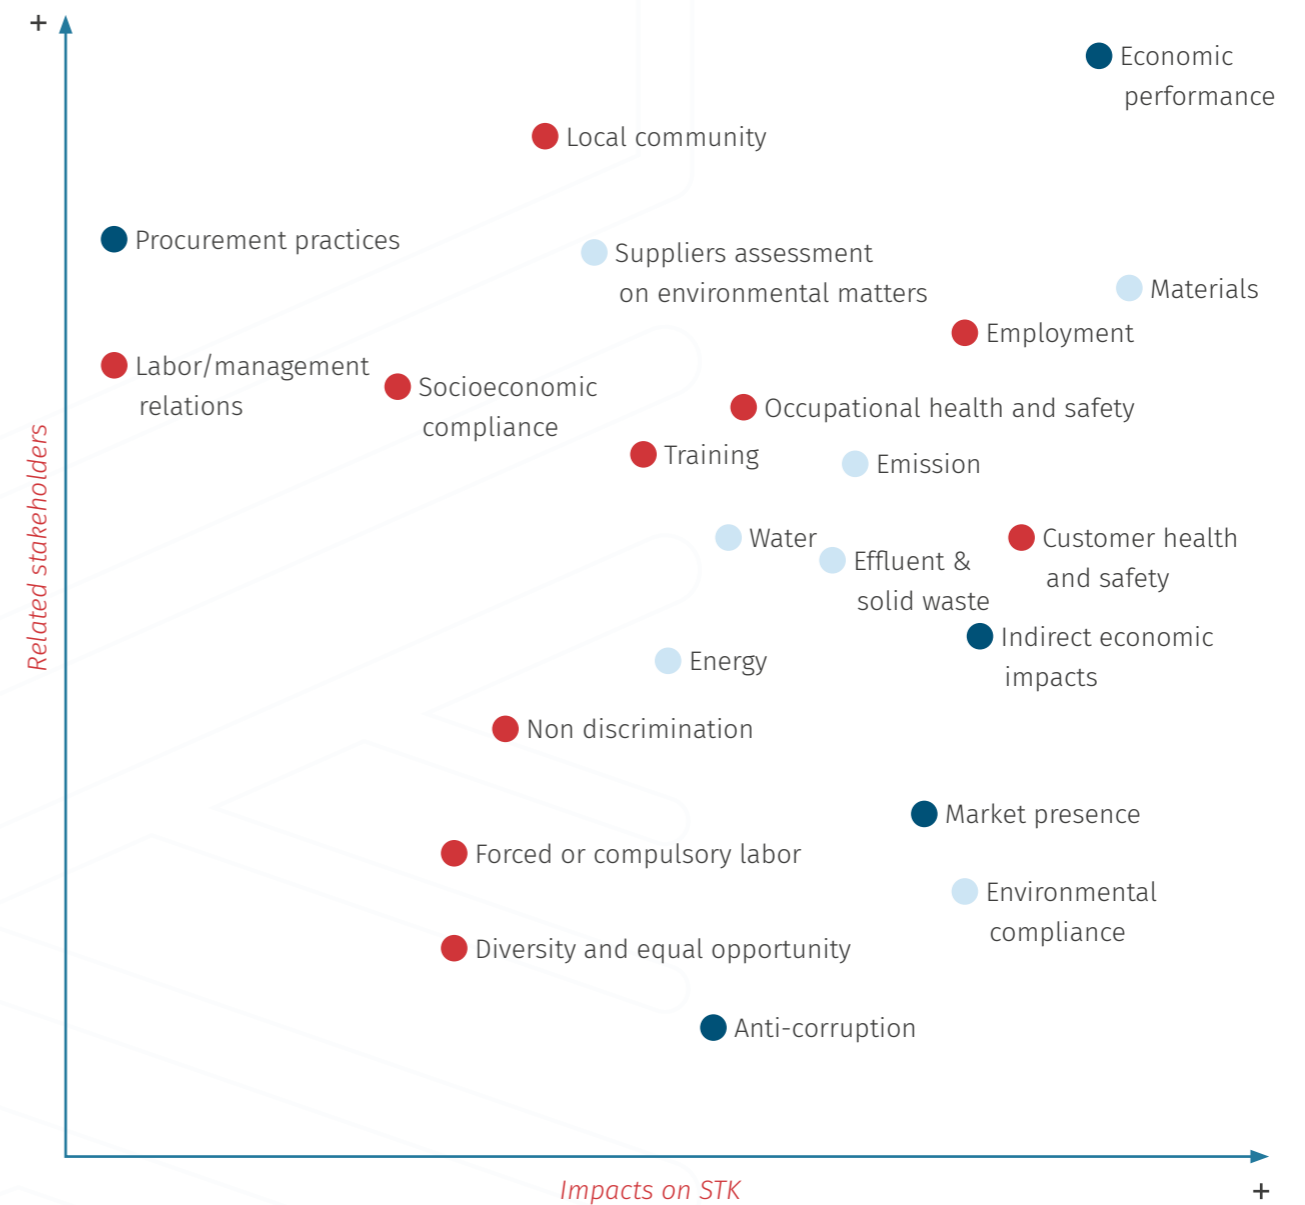 +
Economic
performance
Local community
Procurement practices
Suppliers assessment
on environmental matters
Materials
Employment
Labor/management
relations
Socioeconomic
compliance
Occupational health and safety
Training
Emission
Water
Customer health
and safety
Effluent &
solid waste
Indirect economic
impacts
Energy
Non discrimination
Market presence
Forced or compulsory labor
Environmental
compliance
Diversity and equal opportunity
Anti-corruption
Related stakeholders
Impacts on STK
+